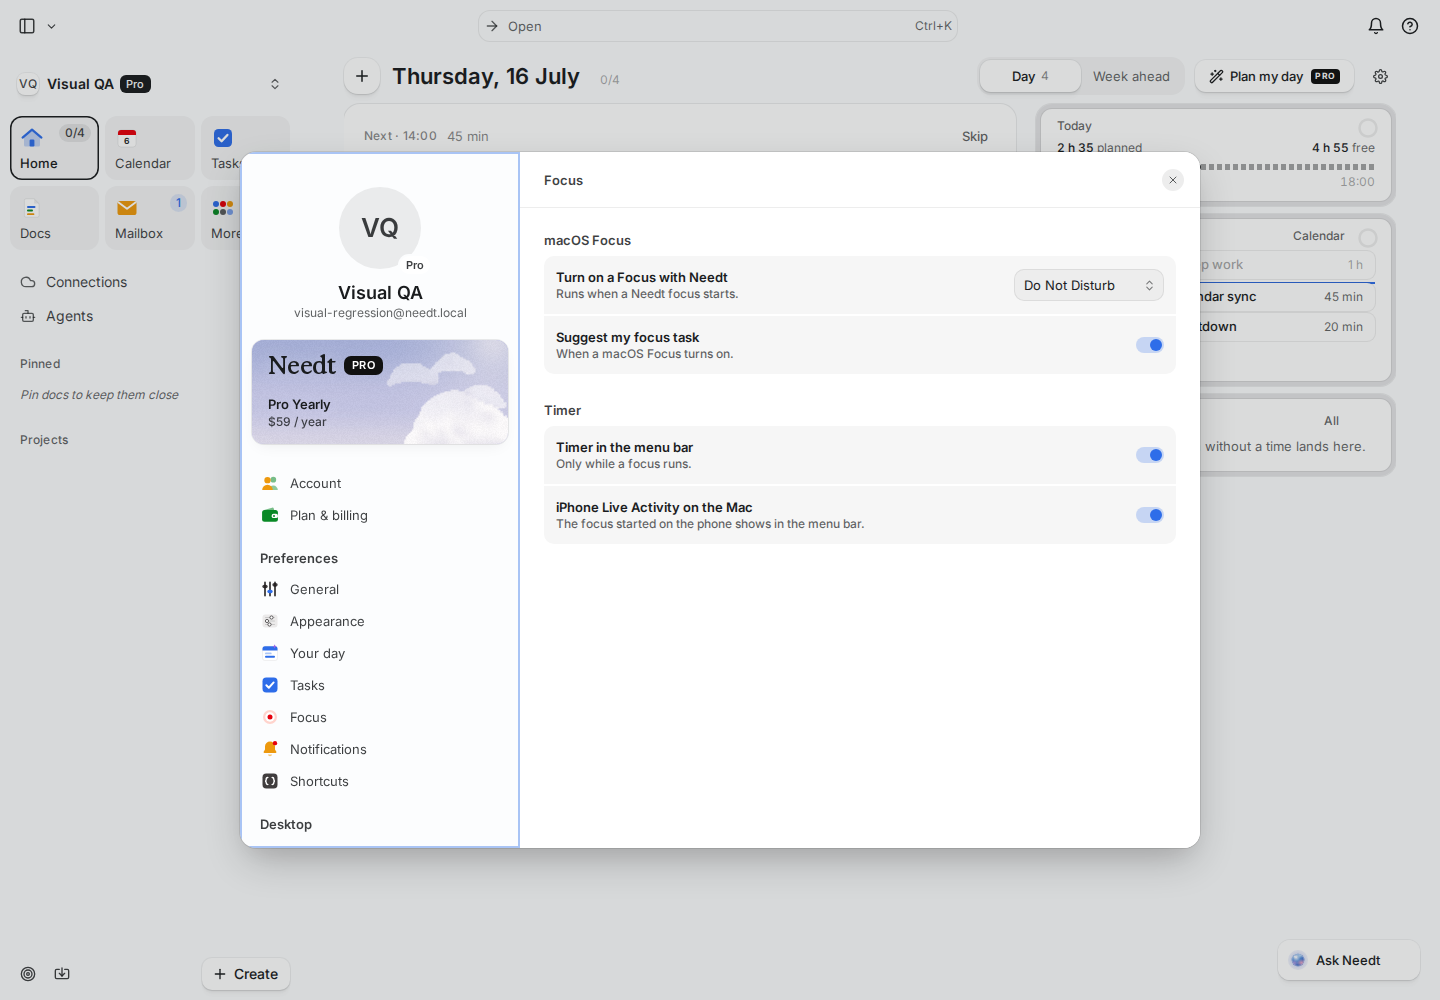 Open
Ctrl+K
VQ Visual QA Pro
Thursday, 16 July 0/4
Day 4
Week ahead
Plan my day PRO
0/4
Home
6
Calendar
Tasks
Docs
1
Mailbox
More
Connections
Agents
Pinned
Pin docs to keep them close
Projects
Create
Next · 14:00 45 min
Skip
Today
2 h 35 planned
4 h 55 free
18:00
Calendar
p work
1 h
ndar sync
45 min
tdown
20 min
All
without a time lands here.
Ask Needt
VQ
Pro
Visual QA
visual-regression@needt.local
Needt PRO
Pro Yearly
$59 / year
Account
Plan & billing
Preferences
General
Appearance
Your day
Tasks
Focus
Notifications
Shortcuts
Desktop
Focus
macOS Focus
Turn on a Focus with Needt
Runs when a Needt focus starts.
Do Not Disturb
Suggest my focus task
When a macOS Focus turns on.
Timer
Timer in the menu bar
Only while a focus runs.
iPhone Live Activity on the Mac
The focus started on the phone shows in the menu bar.